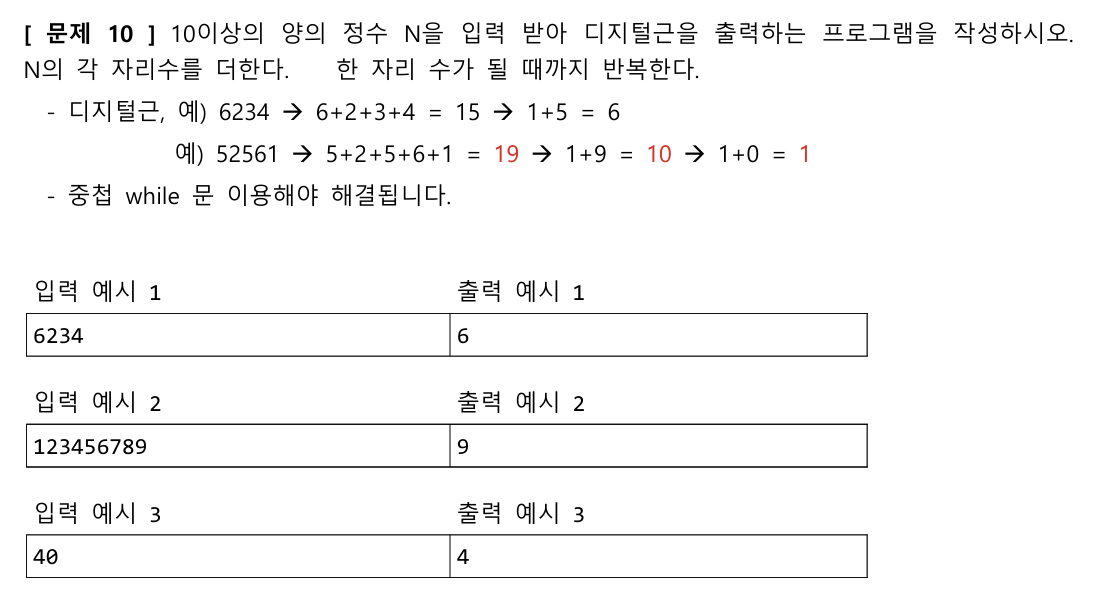 [ 문제 10 ] 10이상의 양의 정수 N을 입력 받아 디지털근을 출력하는 프로그램을 작성하시오.
N의 각 자리수를 더한다. 한 자리 수가 될 때까지 반복한다.
- 디지털근, 예) 6234 → 6+2+3+4 = 15 → 1+5 = 6
예) 52561 → 5+2+5+6+1 = 19 → 1+9 = 10 → 1+0 = 1
- 중첩 while 문 이용해야 해결됩니다.
입력 예시 1 출력 예시 1
6234 6
입력 예시 2 출력 예시 2
123456789 9
입력 예시 3 출력 예시 3
40 4